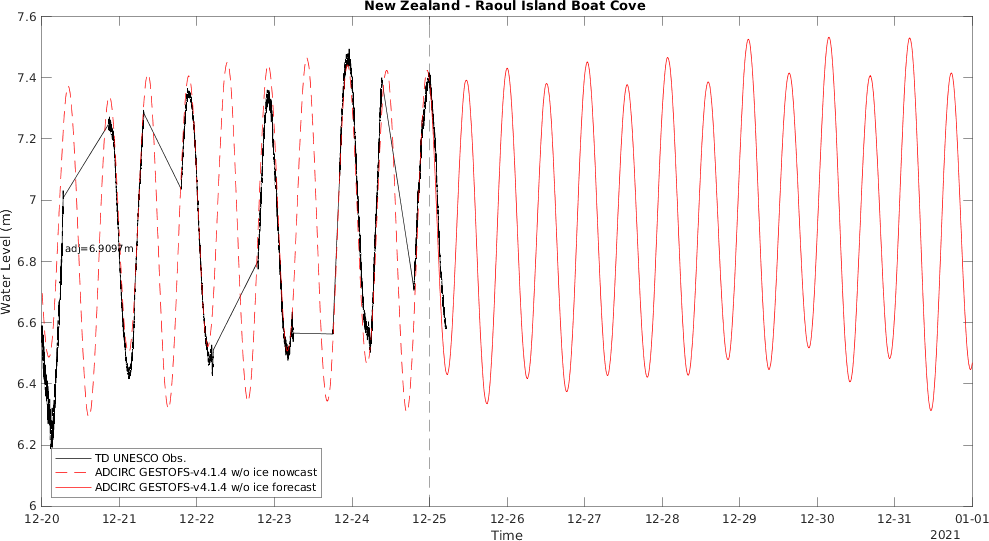 New Zealand - Raoul Island Boat Cove
Water Level (m)
7.6
7.4
7.2
7
6.8
6.6
6.4
6.2
6
adj=6.9097m
TD UNESCO Obs.
ADCIRC GESTOFS-v4.1.4 w/o ice nowcast
ADCIRC GESTOFS-v4.1.4 w/o ice forecast
12-20 12-21 12-22 12-23 12-24 12-25 12-26 12-27 12-28 12-29 12-30 12-31 01-01
Time
2021